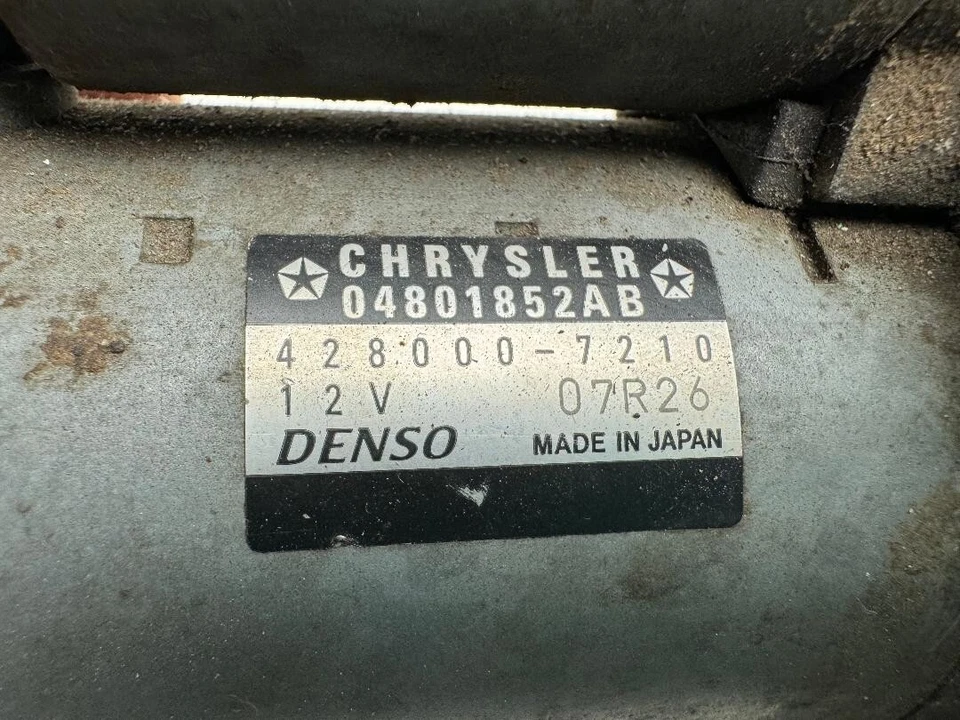 CHRYSLER
04801852AB
428000-7210
12V 07R26
DENSO MADE IN JAPAN